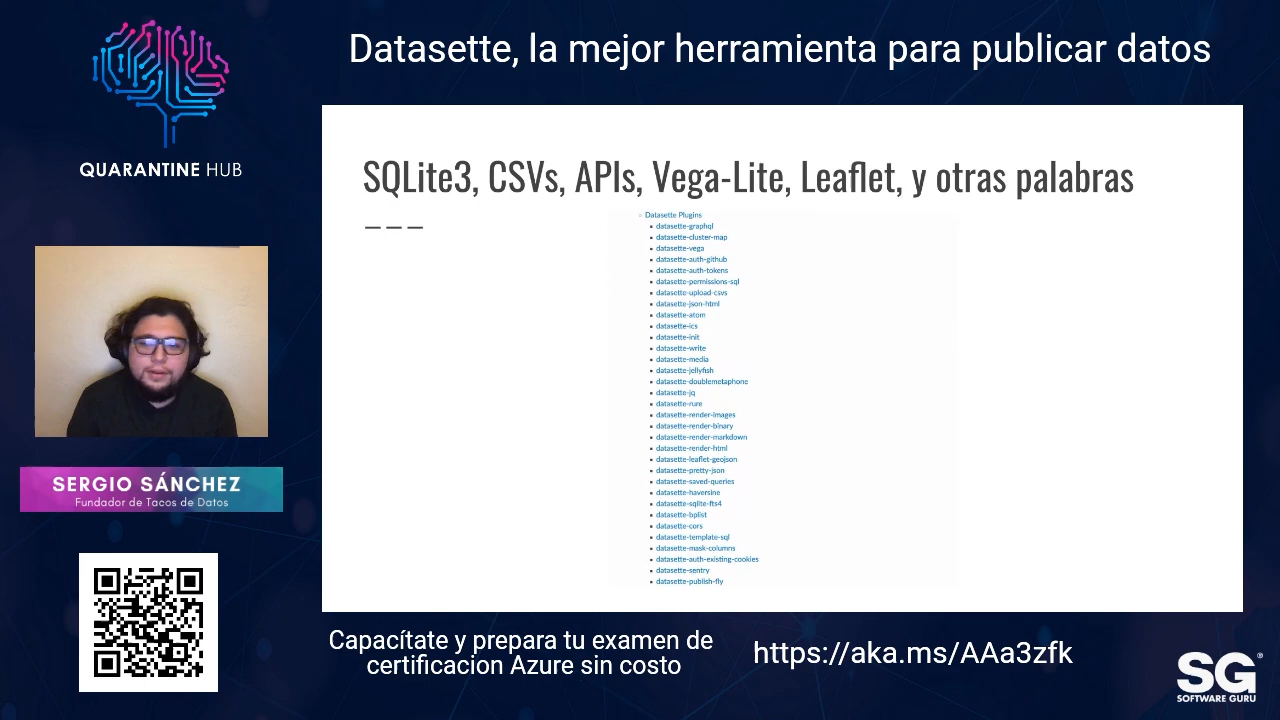 Datasette, la mejor herramienta para publicar datos
QUARANTINE HUB
SQLite3, CSVs, APIs, Vega-Lite, Leaflet, y otras palabras
Datasette Plugins
datasette-graphql
datasette-cluster-map
datasette-vega
datasette-auth-github
datasette-auth-tokens
datasette-permissions-sql
datasette-upload-csvs
datasette-json-html
datasette-atom
datasette-ics
datasette-init
datasette-write
datasette-media
datasette-jellyfish
datasette-doublemetaphone
datasette-jq
datasette-rure
datasette-render-images
datasette-render-binary
datasette-render-markdown
datasette-render-html
datasette-leaflet-geojson
datasette-pretty-json
datasette-saved-queries
datasette-haversine
datasette-sqlite-fts4
datasette-bplist
datasette-cors
datasette-template-sql
datasette-mask-columns
datasette-auth-existing-cookies
datasette-sentry
datasette-publish-fly
SERGIO SÁNCHEZ
Fundador de Tacos de Datos
Capacítate y prepara tu examen de
certificacion Azure sin costo
https://aka.ms/AAa3zfk
SG®
SOFTWARE GURU